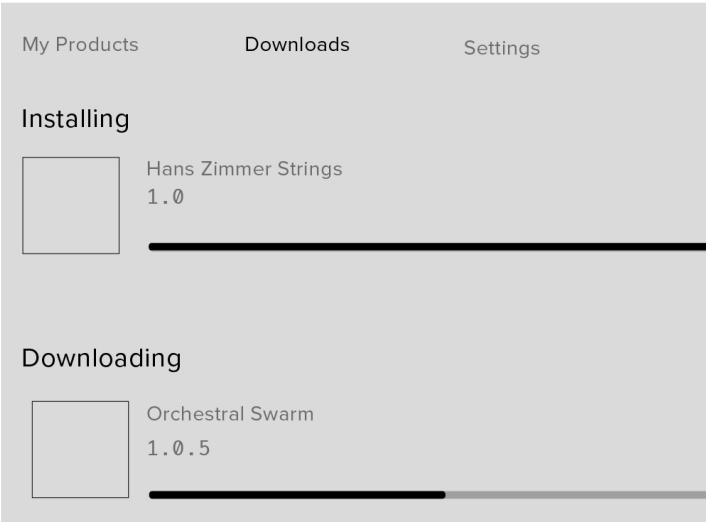 My Products
Downloads
Settings
Installing
Hans Zimmer Strings
1.0
Downloading
Orchestral Swarm
1.0.5